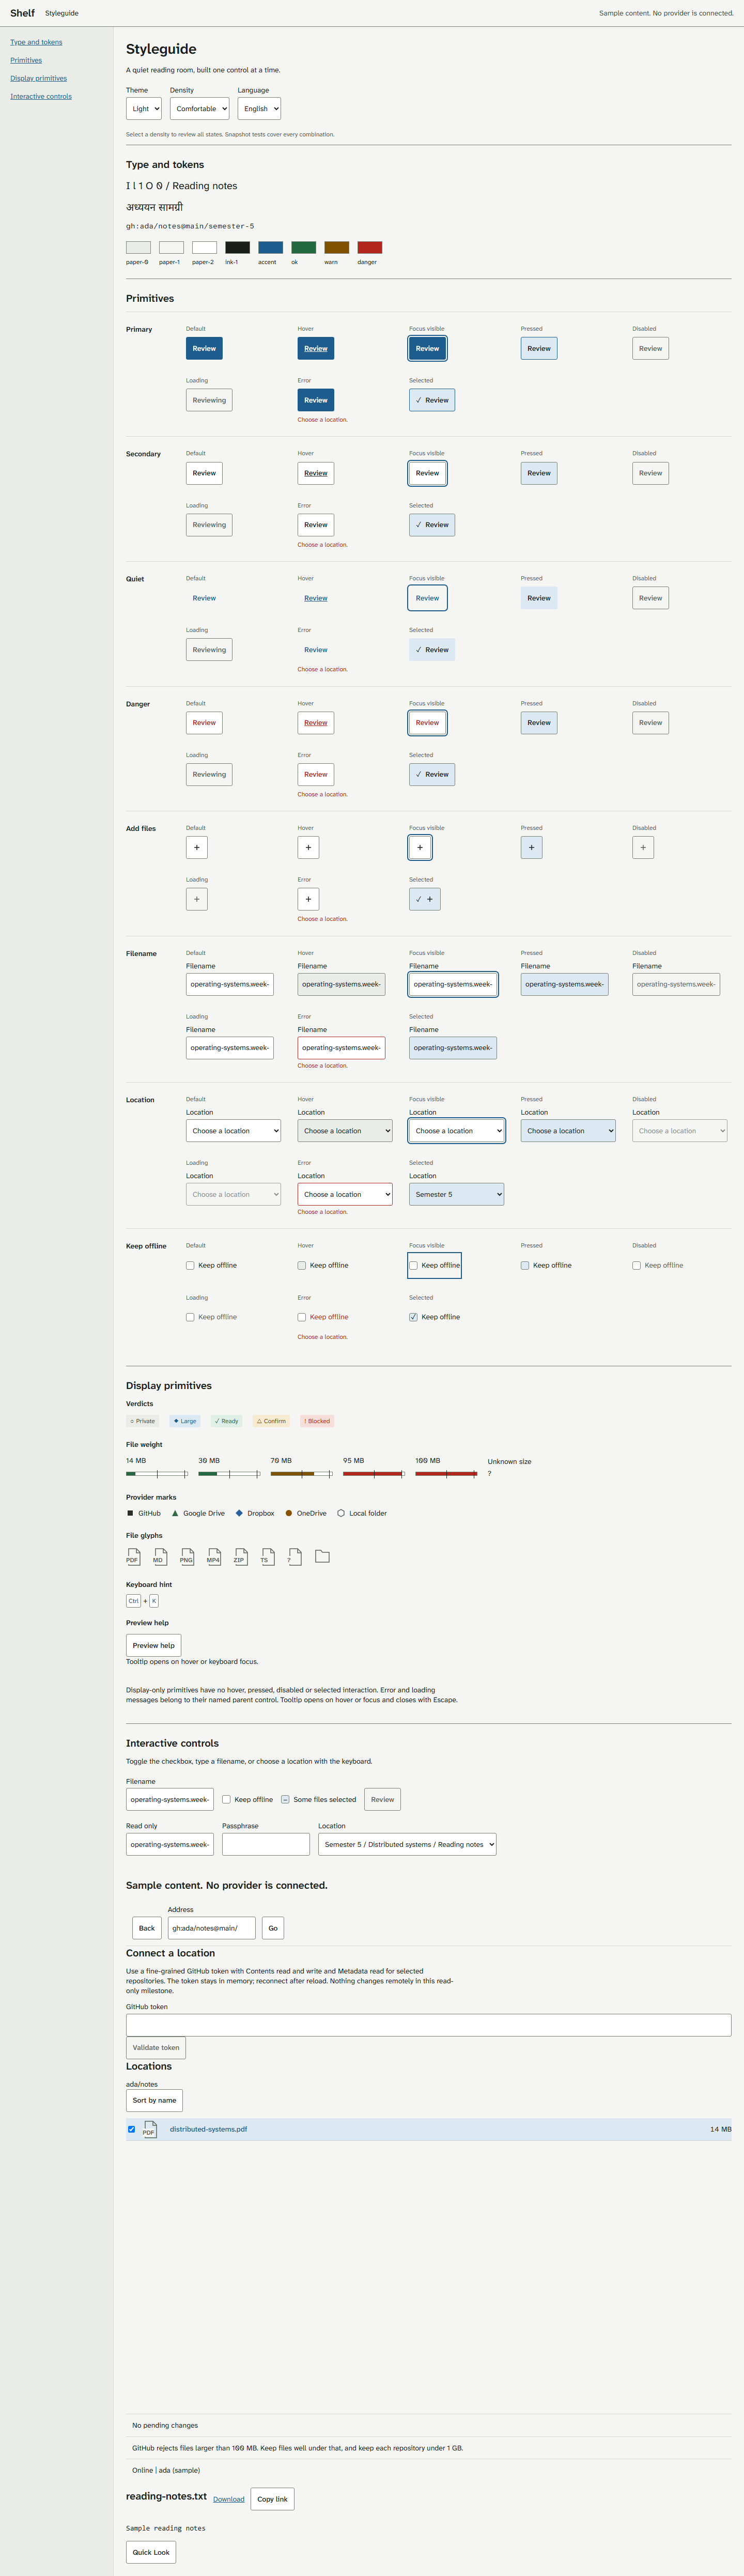 Shelf Styleguide Sample content. No provider is connected.
Type and tokens
Primitives
Display primitives
Interactive controls
Styleguide
A quiet reading room, built one control at a time.
Theme Density Language
Light Comfortable English
Select a density to review all states. Snapshot tests cover every combination.
Type and tokens
I l 1 O 0 / Reading notes
अध्ययन सामग्री
gh:ada/notes@main/semester-5
paper-0 paper-1 paper-2 ink-1 accent ok warn danger
Primitives
Primary Default Hover Focus visible Pressed Disabled
Review Review Review Review Review
Loading Error Selected
Reviewing Review ✓ Review
Choose a location.
Secondary Default Hover Focus visible Pressed Disabled
Review Review Review Review Review
Loading Error Selected
Reviewing Review ✓ Review
Choose a location.
Quiet Default Hover Focus visible Pressed Disabled
Review Review Review Review Review
Loading Error Selected
Reviewing Review ✓ Review
Choose a location.
Danger Default Hover Focus visible Pressed Disabled
Review Review Review Review Review
Loading Error Selected
Reviewing Review ✓ Review
Choose a location.
Add files Default Hover Focus visible Pressed Disabled
+ + + + +
Loading Error Selected
+ + ✓ +
Choose a location.
Filename Default Hover Focus visible Pressed Disabled
Filename Filename Filename Filename Filename
operating-systems.week- operating-systems.week- operating-systems.week- operating-systems.week- operating-systems.week-
Loading Error Selected
Filename Filename Filename
operating-systems.week- operating-systems.week- operating-systems.week-
Choose a location.
Location Default Hover Focus visible Pressed Disabled
Location Location Location Location Location
Choose a location Choose a location Choose a location Choose a location Choose a location
Loading Error Selected
Location Location Location
Choose a location Choose a location Semester 5
Choose a location.
Keep offline Default Hover Focus visible Pressed Disabled
Keep offline Keep offline Keep offline Keep offline Keep offline
Loading Error Selected
Keep offline Keep offline ✓ Keep offline
Choose a location.
Display primitives
Verdicts
○ Private ✦ Large ✓ Ready △ Confirm ! Blocked
File weight
14 MB 30 MB 70 MB 95 MB 100 MB Unknown size
?
Provider marks
GitHub Google Drive Dropbox OneDrive Local folder
File glyphs
PDF MD PNG MP4 ZIP TS ?
Keyboard hint
Ctrl + K
Preview help
Preview help
Tooltip opens on hover or keyboard focus.
Display-only primitives have no hover, pressed, disabled or selected interaction. Error and loading
messages belong to their named parent control. Tooltip opens on hover or focus and closes with Escape.
Interactive controls
Toggle the checkbox, type a filename, or choose a location with the keyboard.
Filename
operating-systems.week- Keep offline Some files selected Review
Read only Passphrase Location
operating-systems.week- Semester 5 / Distributed systems / Reading notes
Sample content. No provider is connected.
Address
Back gh:ada/notes@main/ Go
Connect a location
Use a fine-grained GitHub token with Contents read and write and Metadata read for selected
repositories. The token stays in memory; reconnect after reload. Nothing changes remotely in this read-
only milestone.
GitHub token
Validate token
Locations
ada/notes
Sort by name
PDF distributed-systems.pdf 14 MB
No pending changes
GitHub rejects files larger than 100 MB. Keep files well under that, and keep each repository under 1 GB.
Online | ada (sample)
reading-notes.txt Download Copy link
Sample reading notes
Quick Look